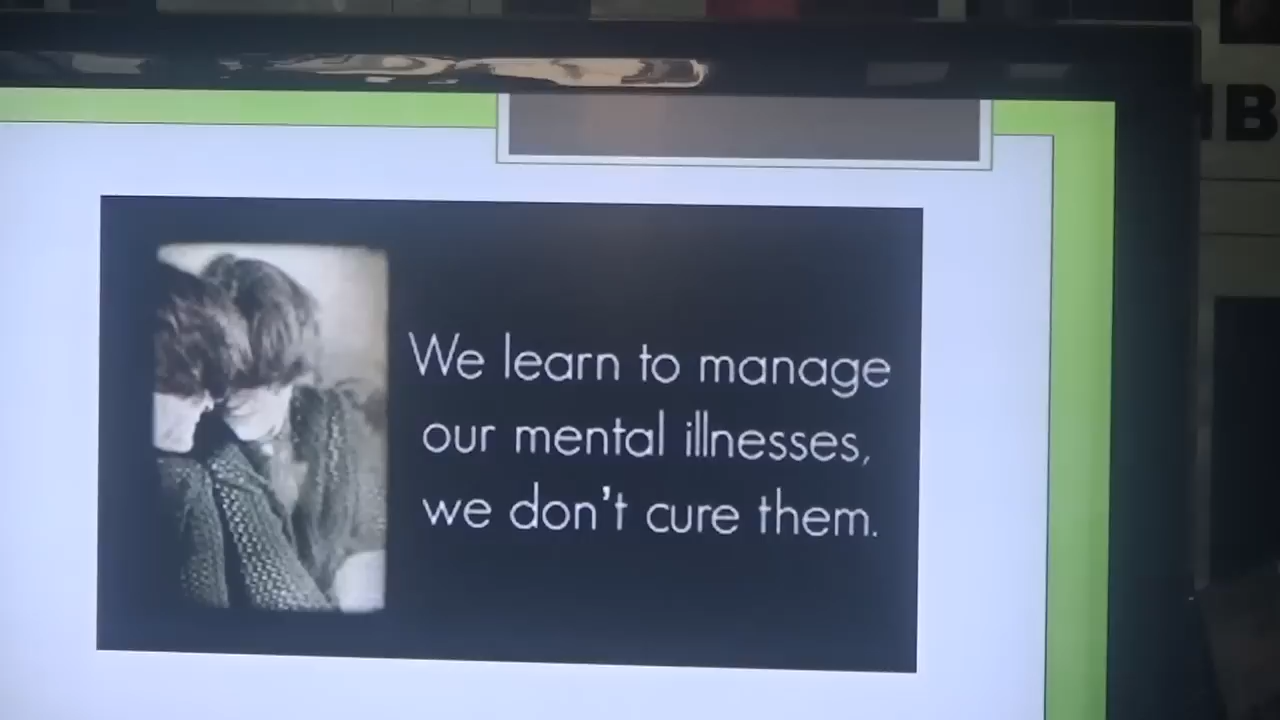 We learn to manage
our mental illnesses,
we don't cure them.
B